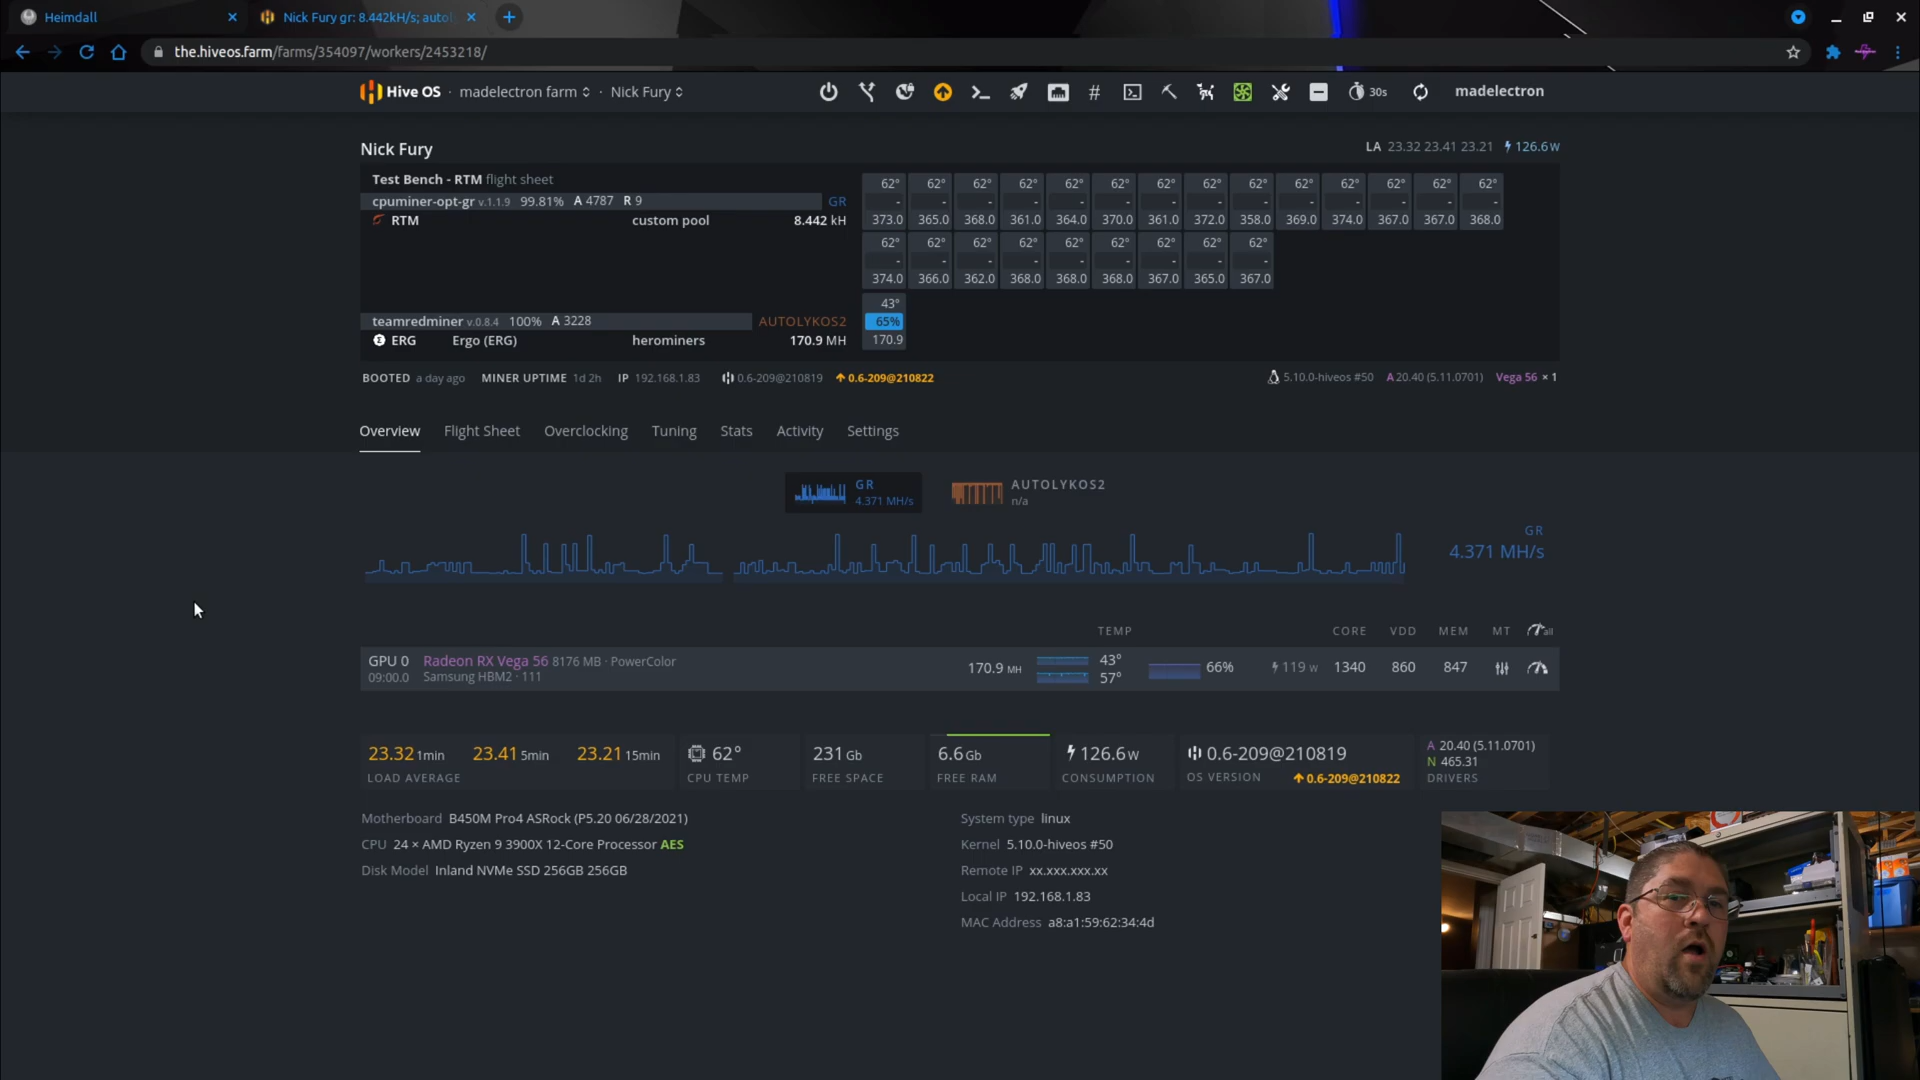 Heimdall
Nick Fury gr: 8.442kH/s; autol
the.hiveos.farm/farms/354097/workers/2453218/
Hive OS · madelectron farm · Nick Fury
# 30s madelectron
Nick Fury
LA 23.32 23.41 23.21 126.6 W
Test Bench - RTM flight sheet
cpuminer-opt-gr v.1.1.9 99.81% A 4787 R 9 GR
RTM custom pool 8.442 kH
62° 62° 62° 62° 62° 62° 62° 62° 62° 62° 62° 62° 62° 62°
- - - - - - - - - - - - - -
373.0 365.0 368.0 361.0 364.0 370.0 361.0 372.0 358.0 369.0 374.0 367.0 367.0 368.0
62° 62° 62° 62° 62° 62° 62° 62° 62°
- - - - - - - - -
374.0 366.0 362.0 368.0 368.0 368.0 367.0 365.0 367.0
teamredminer v.0.8.4 100% A 3228 AUTOLYKOS2
ERG Ergo (ERG) herominers 170.9 MH
43°
65%
170.9
BOOTED a day ago MINER UPTIME 1d 2h IP 192.168.1.83 0.6-209@210819 0.6-209@210822
5.10.0-hiveos #50 A 20.40 (5.11.0701) Vega 56 × 1
Overview Flight Sheet Overclocking Tuning Stats Activity Settings
GR
4.371 MH/s
AUTOLYKOS2
n/a
GR
4.371 MH/s
TEMP CORE VDD MEM MT all
GPU 0 Radeon RX Vega 56 8176 MB · PowerColor
09:00.0 Samsung HBM2 · 111
170.9 MH 43° 66% 119 W 1340 860 847
57°
23.32 1min 23.41 5min 23.21 15min
LOAD AVERAGE
62°
CPU TEMP
231 Gb
FREE SPACE
6.6 Gb
FREE RAM
126.6 W
CONSUMPTION
0.6-209@210819
OS VERSION 0.6-209@210822
A 20.40 (5.11.0701)
N 465.31
DRIVERS
Motherboard B450M Pro4 ASRock (P5.20 06/28/2021)
CPU 24 × AMD Ryzen 9 3900X 12-Core Processor AES
Disk Model Inland NVMe SSD 256GB 256GB
System type linux
Kernel 5.10.0-hiveos #50
Remote IP xx.xxx.xxx.xx
Local IP 192.168.1.83
MAC Address a8:a1:59:62:34:4d